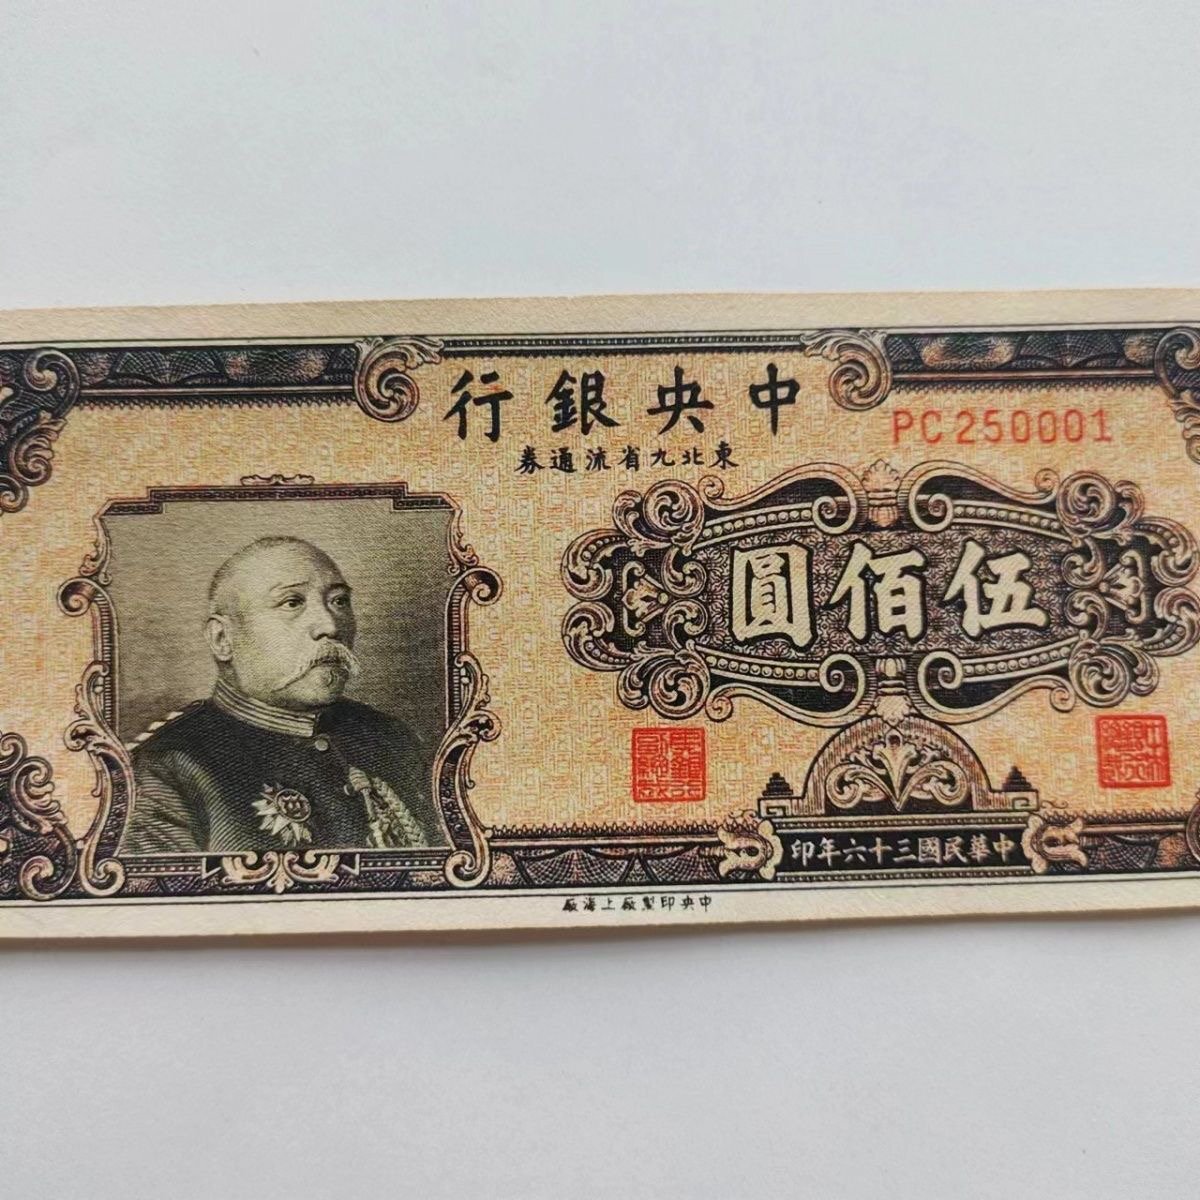 中央銀行
PC250001
東北九省流通券
伍佰圓
中華民國三十六年印
中央印製廠上海廠